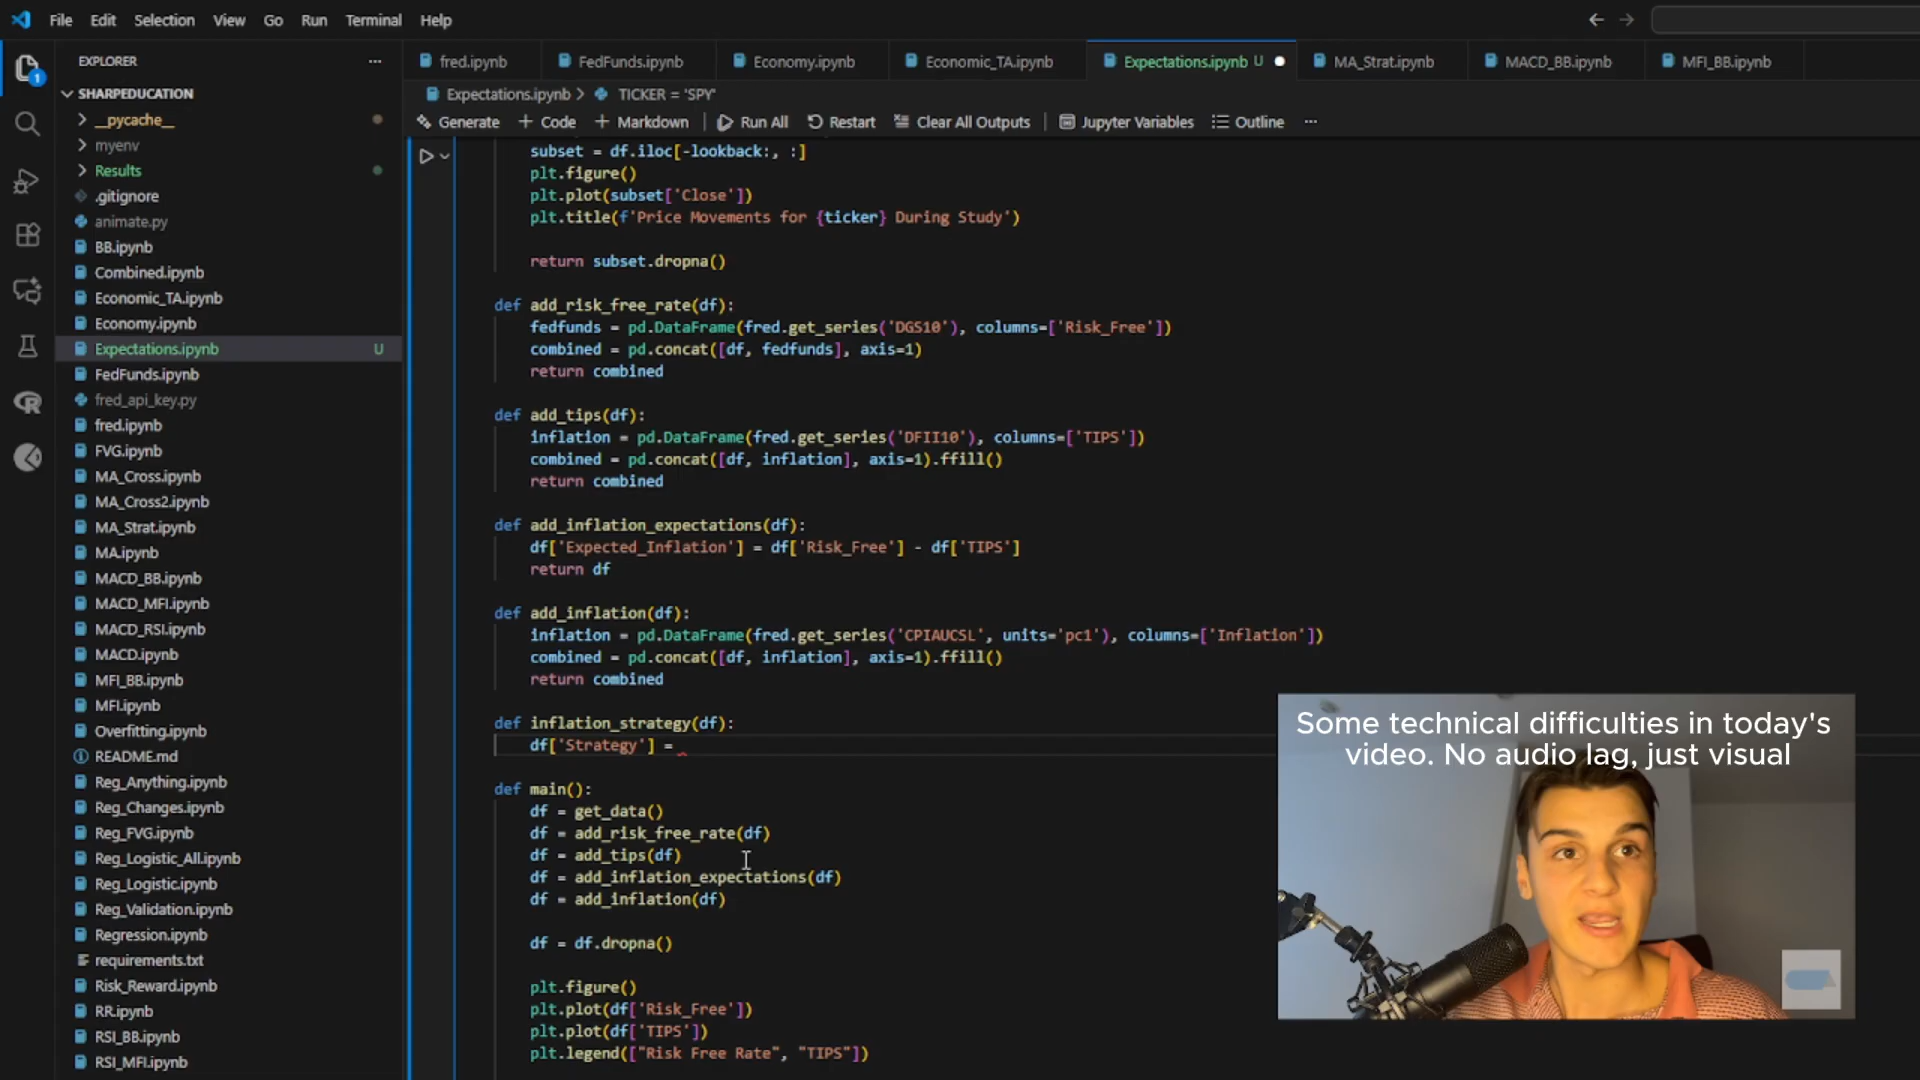 File Edit Selection View Go Run Terminal Help
EXPLORER
SHARPEDUCATION
__pycache__
myenv
Results
.gitignore
animate.py
BB.ipynb
Combined.ipynb
Economic_TA.ipynb
Economy.ipynb
Expectations.ipynb U
FedFunds.ipynb
fred_api_key.py
fred.ipynb
FVG.ipynb
MA_Cross.ipynb
MA_Cross2.ipynb
MA_Strat.ipynb
MA.ipynb
MACD_BB.ipynb
MACD_MFI.ipynb
MACD_RSI.ipynb
MACD.ipynb
MFI_BB.ipynb
MFI.ipynb
Overfitting.ipynb
README.md
Reg_Anything.ipynb
Reg_Changes.ipynb
Reg_FVG.ipynb
Reg_Logistic_All.ipynb
Reg_Logistic.ipynb
Reg_Validation.ipynb
Regression.ipynb
requirements.txt
Risk_Reward.ipynb
RR.ipynb
RSI_BB.ipynb
RSI_MFI.ipynb
1
fred.ipynb FedFunds.ipynb Economy.ipynb Economic_TA.ipynb Expectations.ipynb U MA_Strat.ipynb MACD_BB.ipynb MFI_BB.ipynb
Expectations.ipynb > TICKER = 'SPY'
Generate + Code + Markdown Run All Restart Clear All Outputs Jupyter Variables Outline ...
subset = df.iloc[-lookback:, :]
plt.figure()
plt.plot(subset['Close'])
plt.title(f'Price Movements for {ticker} During Study')
return subset.dropna()
def add_risk_free_rate(df):
fedfunds = pd.DataFrame(fred.get_series('DGS10'), columns=['Risk_Free'])
combined = pd.concat([df, fedfunds], axis=1)
return combined
def add_tips(df):
inflation = pd.DataFrame(fred.get_series('DFII10'), columns=['TIPS'])
combined = pd.concat([df, inflation], axis=1).ffill()
return combined
def add_inflation_expectations(df):
df['Expected_Inflation'] = df['Risk_Free'] - df['TIPS']
return df
def add_inflation(df):
inflation = pd.DataFrame(fred.get_series('CPIAUCSL', units='pc1'), columns=['Inflation'])
combined = pd.concat([df, inflation], axis=1).ffill()
return combined
def inflation_strategy(df):
df['Strategy'] =
def main():
df = get_data()
df = add_risk_free_rate(df)
df = add_tips(df)
df = add_inflation_expectations(df)
df = add_inflation(df)
df = df.dropna()
plt.figure()
plt.plot(df['Risk_Free'])
plt.plot(df['TIPS'])
plt.legend(["Risk Free Rate", "TIPS"])
Some technical difficulties in today's
video. No audio lag, just visual